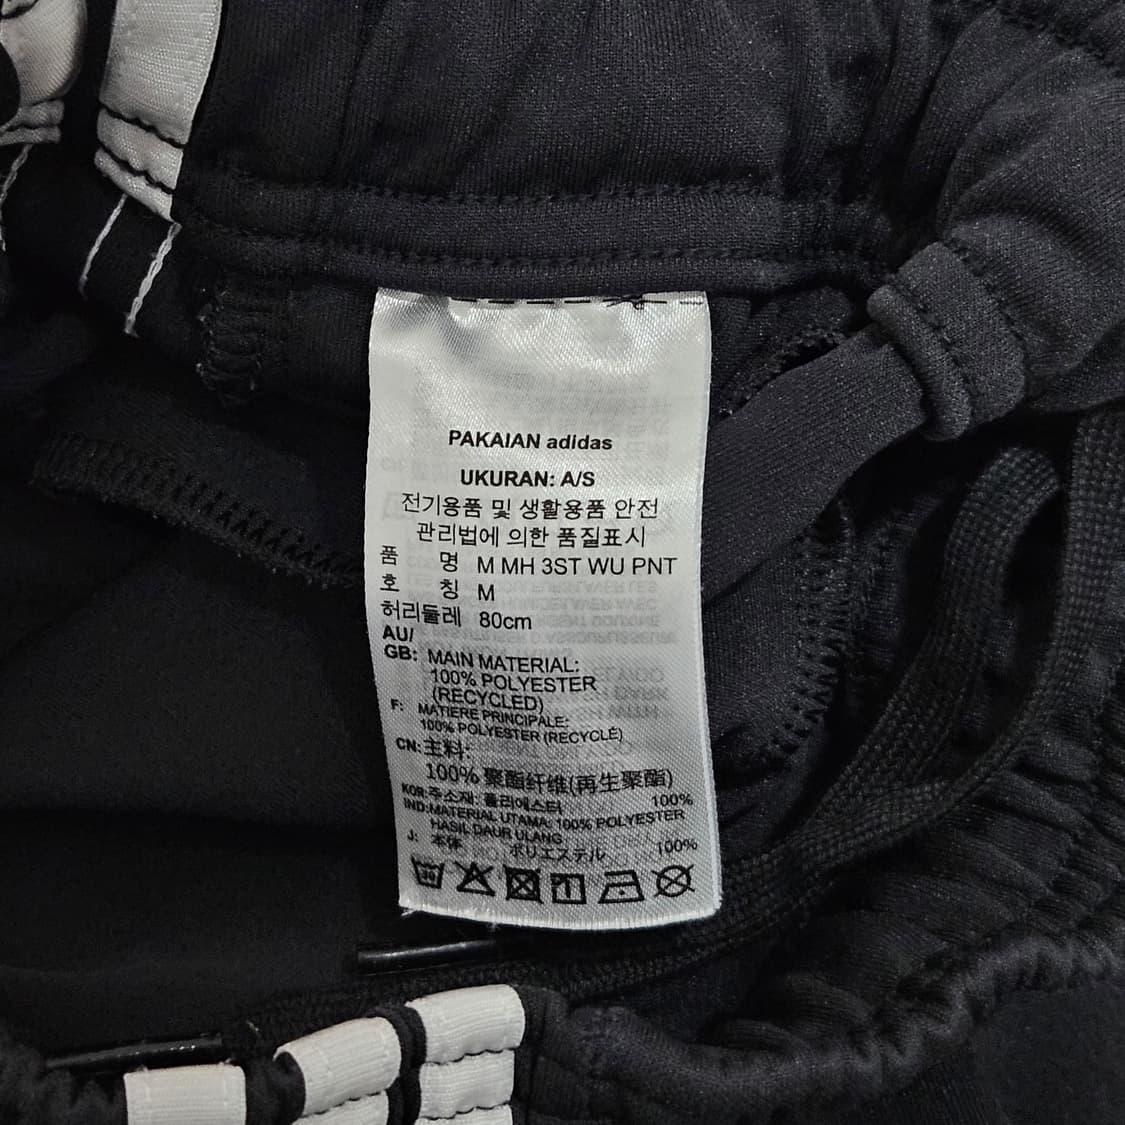 PAKAIAN adidas
UKURAN: A/S
전기용품 및 생활용품 안전
관리법에 의한 품질표시
품 명 M MH 3ST WU PNT
호 칭 M
허리둘레 80cm
AU/
GB: MAIN MATERIAL:
100% POLYESTER
(RECYCLED)
F: MATIERE PRINCIPALE:
100% POLYESTER (RECYCLÉ)
CN: 主料:
100% 聚酯纤维(再生聚酯)
KOR: 주소재: 폴리에스터 100%
IND: MATERIAL UTAMA: 100% POLYESTER
HASIL DAUR ULANG
J: 本体 ポリエステル 100%
30